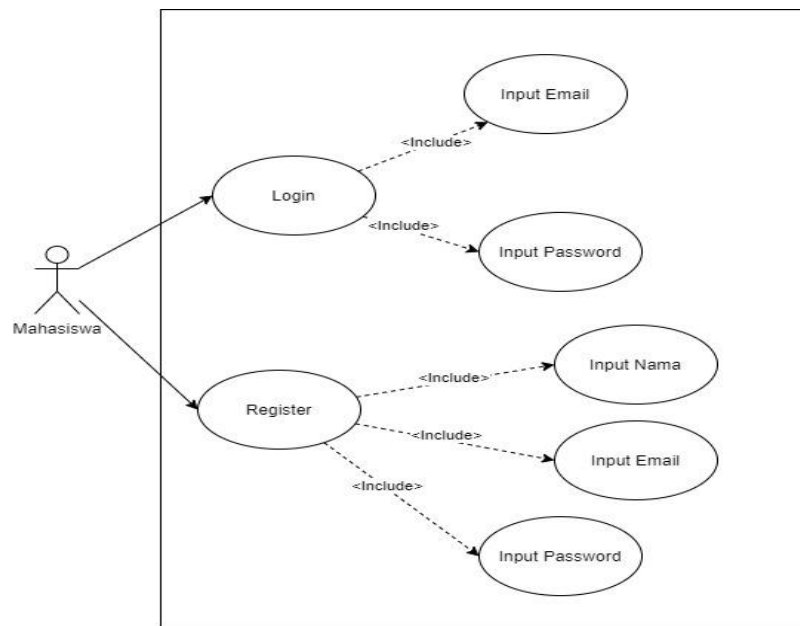 Input Email
<Include>
Login
<Include>
Input Password
Mahasiswa
Input Nama
<Include>
Register
<Include>
Input Email
<Include>
Input Password